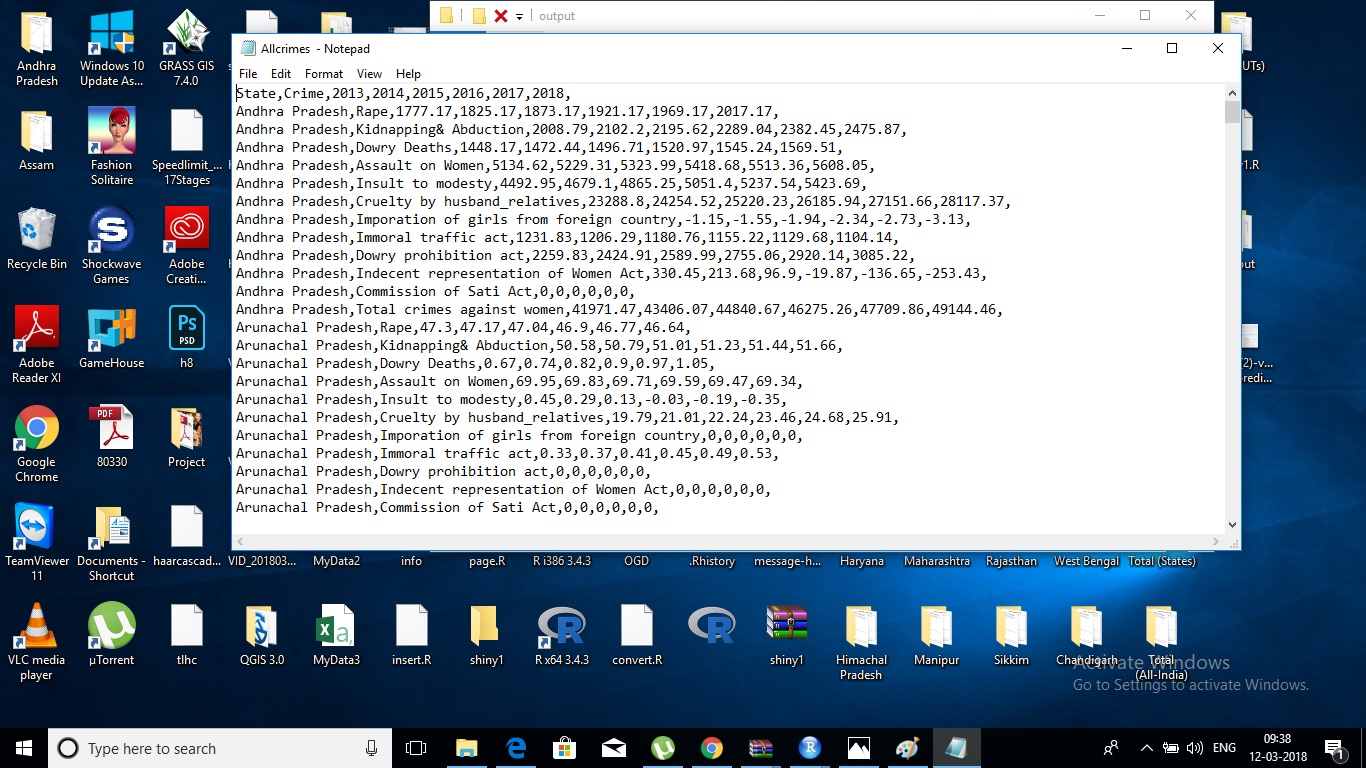 output
Allcrimes - Notepad
File Edit Format View Help
State,Crime,2013,2014,2015,2016,2017,2018,
Andhra Pradesh,Rape,1777.17,1825.17,1873.17,1921.17,1969.17,2017.17,
Andhra Pradesh,Kidnapping& Abduction,2008.79,2102.2,2195.62,2289.04,2382.45,2475.87,
Andhra Pradesh,Dowry Deaths,1448.17,1472.44,1496.71,1520.97,1545.24,1569.51,
Andhra Pradesh,Assault on Women,5134.62,5229.31,5323.99,5418.68,5513.36,5608.05,
Andhra Pradesh,Insult to modesty,4492.95,4679.1,4865.25,5051.4,5237.54,5423.69,
Andhra Pradesh,Cruelty by husband_relatives,23288.8,24254.52,25220.23,26185.94,27151.66,28117.37,
Andhra Pradesh,Imporation of girls from foreign country,-1.15,-1.55,-1.94,-2.34,-2.73,-3.13,
Andhra Pradesh,Immoral traffic act,1231.83,1206.29,1180.76,1155.22,1129.68,1104.14,
Andhra Pradesh,Dowry prohibition act,2259.83,2424.91,2589.99,2755.06,2920.14,3085.22,
Andhra Pradesh,Indecent representation of Women Act,330.45,213.68,96.9,-19.87,-136.65,-253.43,
Andhra Pradesh,Commission of Sati Act,0,0,0,0,0,0,
Andhra Pradesh,Total crimes against women,41971.47,43406.07,44840.67,46275.26,47709.86,49144.46,
Arunachal Pradesh,Rape,47.3,47.17,47.04,46.9,46.77,46.64,
Arunachal Pradesh,Kidnapping& Abduction,50.58,50.79,51.01,51.23,51.44,51.66,
Arunachal Pradesh,Dowry Deaths,0.67,0.74,0.82,0.9,0.97,1.05,
Arunachal Pradesh,Assault on Women,69.95,69.83,69.71,69.59,69.47,69.34,
Arunachal Pradesh,Insult to modesty,0.45,0.29,0.13,-0.03,-0.19,-0.35,
Arunachal Pradesh,Cruelty by husband_relatives,19.79,21.01,22.24,23.46,24.68,25.91,
Arunachal Pradesh,Imporation of girls from foreign country,0,0,0,0,0,0,
Arunachal Pradesh,Immoral traffic act,0.33,0.37,0.41,0.45,0.49,0.53,
Arunachal Pradesh,Dowry prohibition act,0,0,0,0,0,0,
Arunachal Pradesh,Indecent representation of Women Act,0,0,0,0,0,0,
Arunachal Pradesh,Commission of Sati Act,0,0,0,0,0,0,
Andhra
Pradesh
Windows 10
Update As...
GRASS GIS
7.4.0
Assam
Fashion
Solitaire
Speedlimit_...
17Stages
Recycle Bin
Shockwave
Games
Adobe
Creati...
Adobe
Reader XI
GameHouse
PSD
h8
Google
Chrome
PDF
80330
Project
TeamViewer
11
Documents -
Shortcut
haarcascad...
VID_201803...
MyData2
info
page.R
R i386 3.4.3
OGD
.Rhistory
message-h...
Haryana
Maharashtra
Rajasthan
West Bengal
Total (States)
VLC media
player
µTorrent
tlhc
QGIS 3.0
MyData3
insert.R
shiny1
R x64 3.4.3
convert.R
shiny1
Himachal
Pradesh
Manipur
Sikkim
Chandigarh
Total
(All-India)
Activate Windows
Go to Settings to activate Windows.
Type here to search
ENG
09:38
12-03-2018
1